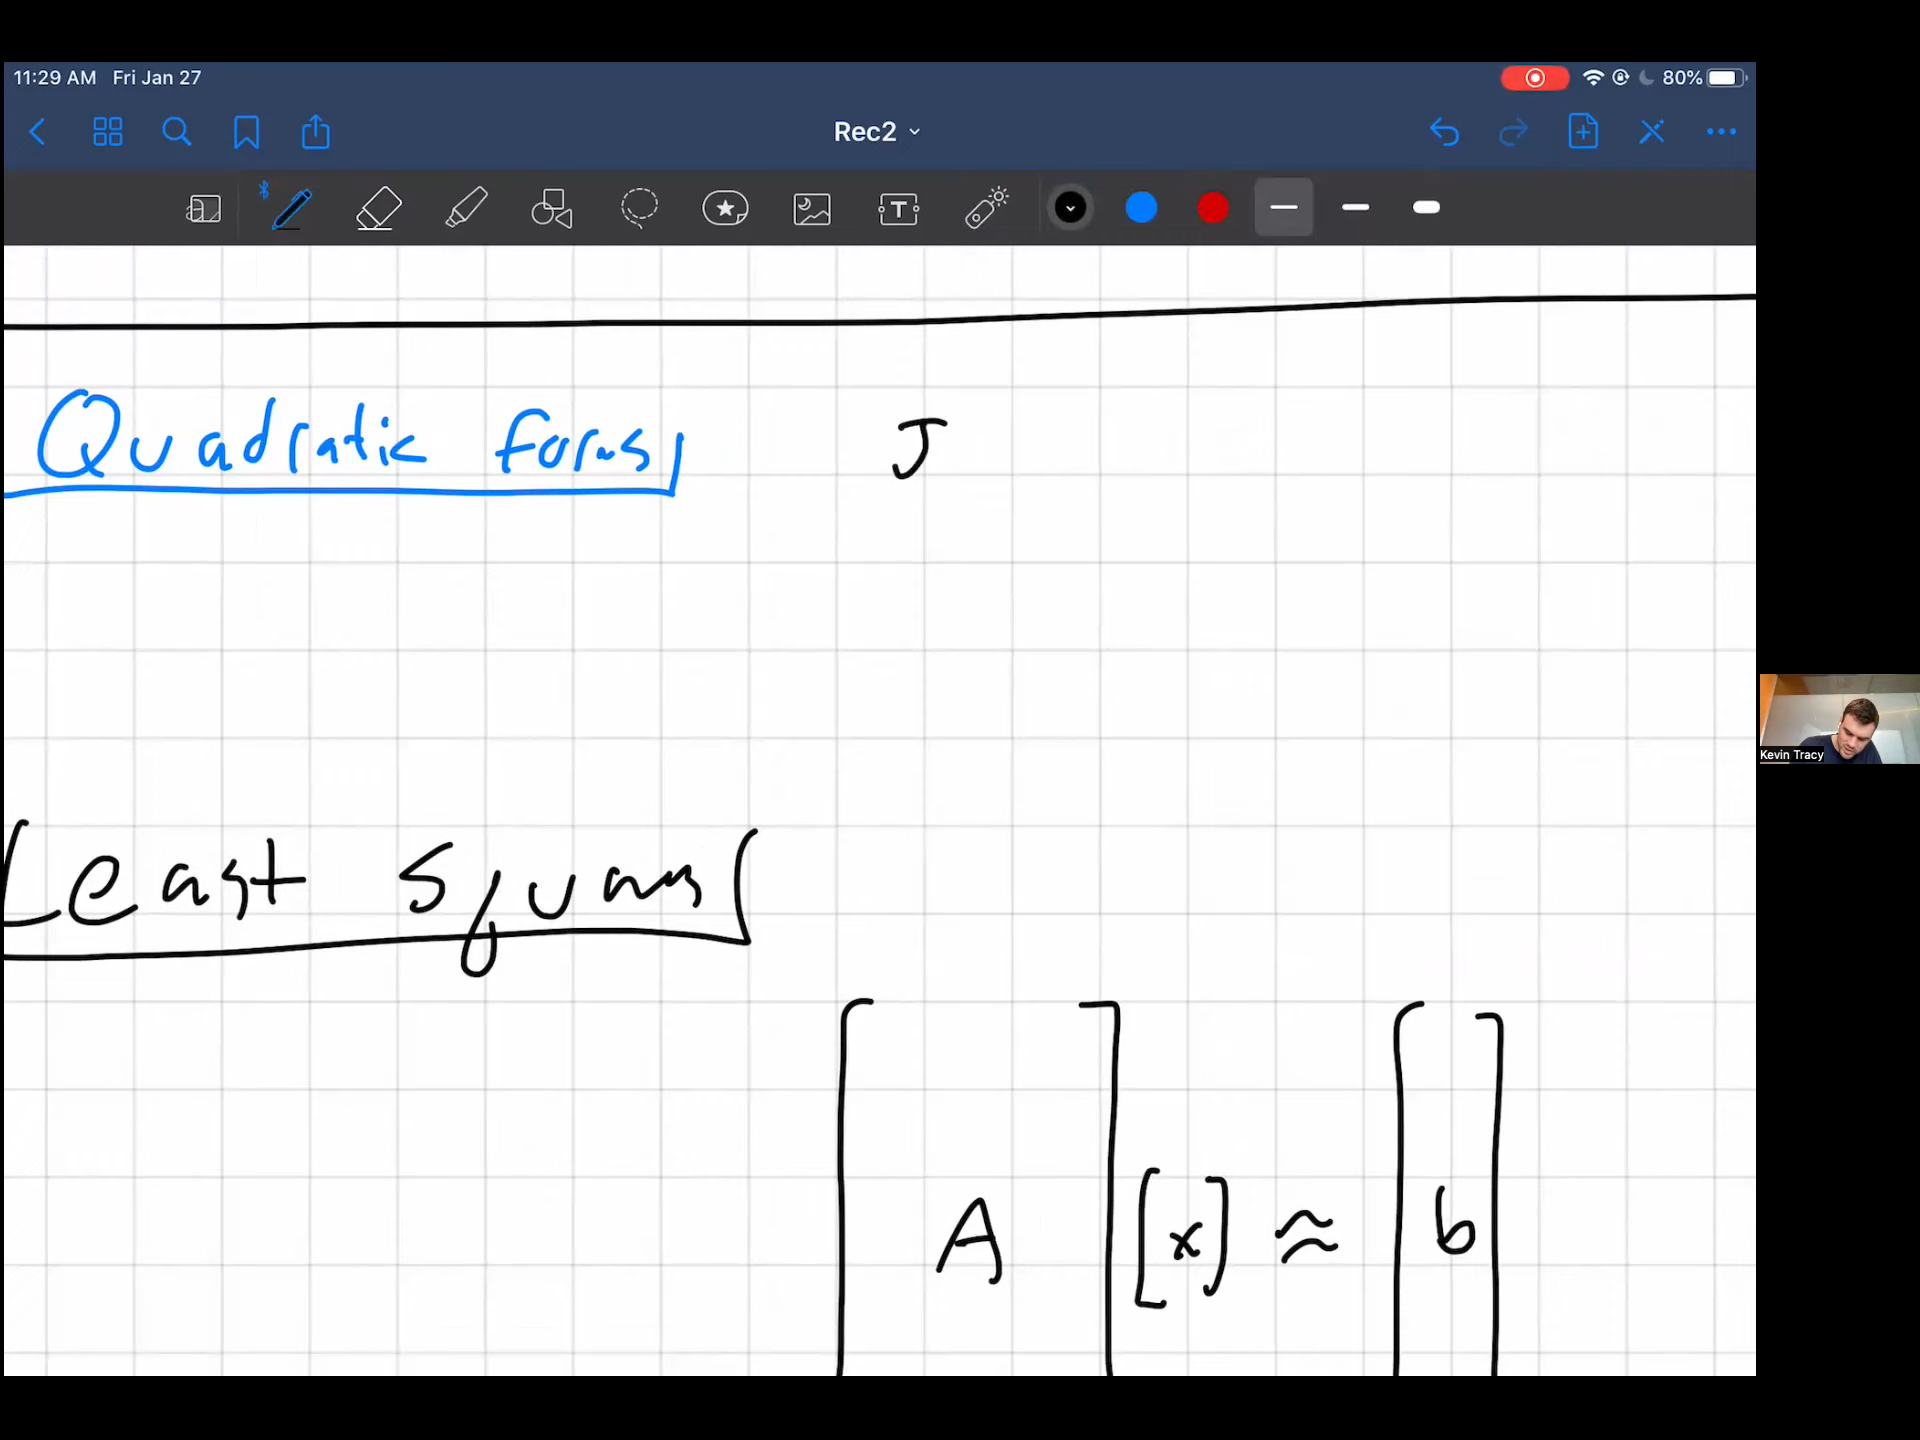 11:29 AM Fri Jan 27
80%
Rec2
T
Quadratic forms
J
Kevin Tracy
Least squares
[A] [x] ≈ [b]